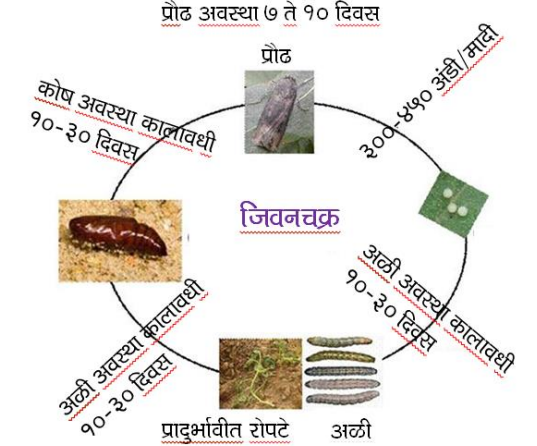 प्रौढ अवस्था ७ ते १० दिवस
प्रौढ
३००-४५० अंडी/मादी
कोष अवस्था कालावधी
१०-३० दिवस
जिवनचक्र
अळी अवस्था कालावधी
१०-३० दिवस
अळी अवस्था कालावधी
१०-३० दिवस
प्रादुर्भावीत रोपटे
अळी